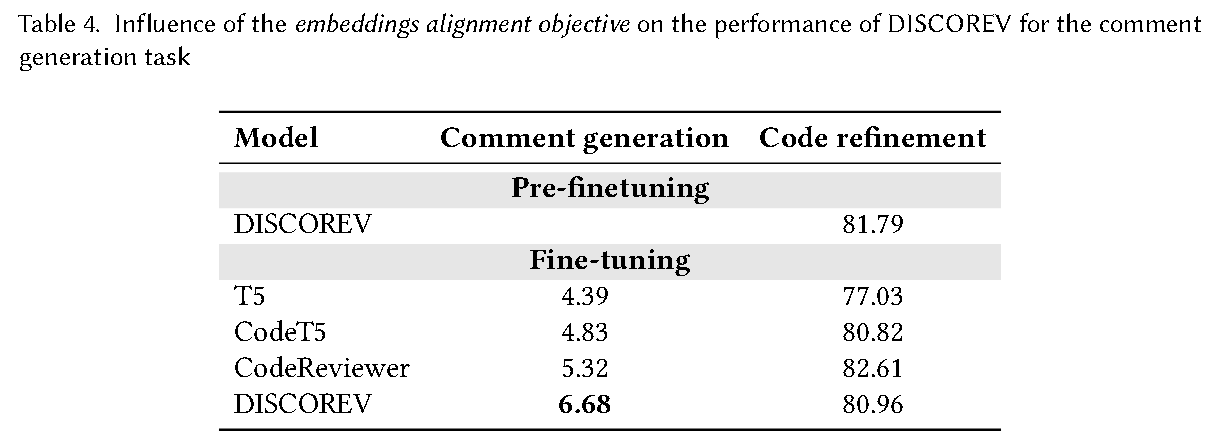 Table 4. Influence of the embeddings alignment objective on the performance of DISCOREV for the comment
generation task
Model Comment generation Code refinement
Pre-finetuning
DISCOREV 81.79
Fine-tuning
T5 4.39 77.03
CodeT5 4.83 80.82
CodeReviewer 5.32 82.61
DISCOREV 6.68 80.96